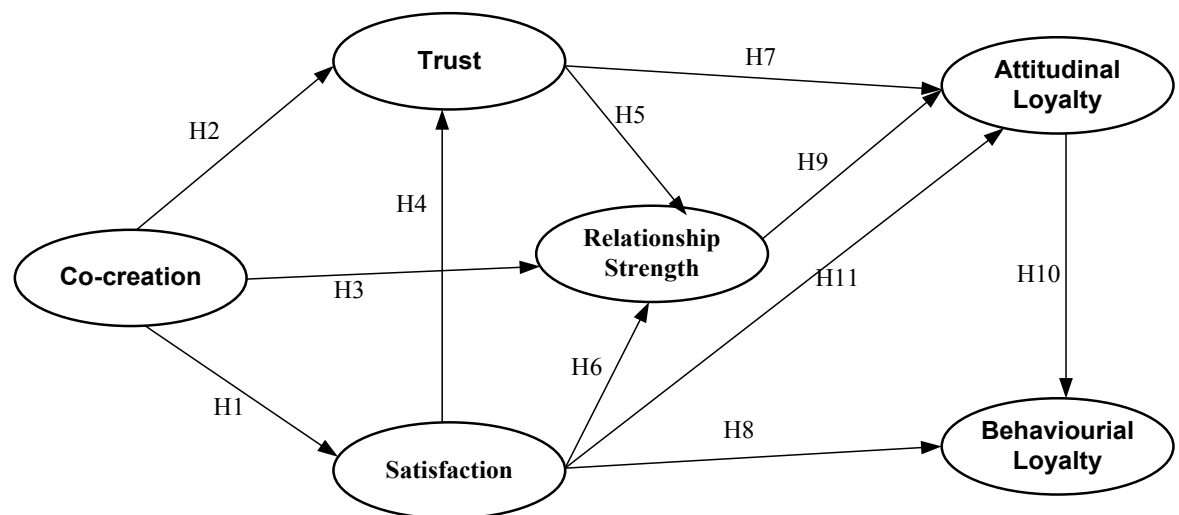 Trust
H7
Attitudinal
Loyalty
H5
H2
H9
H4
Relationship
Strength
Co-creation
H3
H11
H10
H6
H1
H8
Behaviourial
Loyalty
Satisfaction